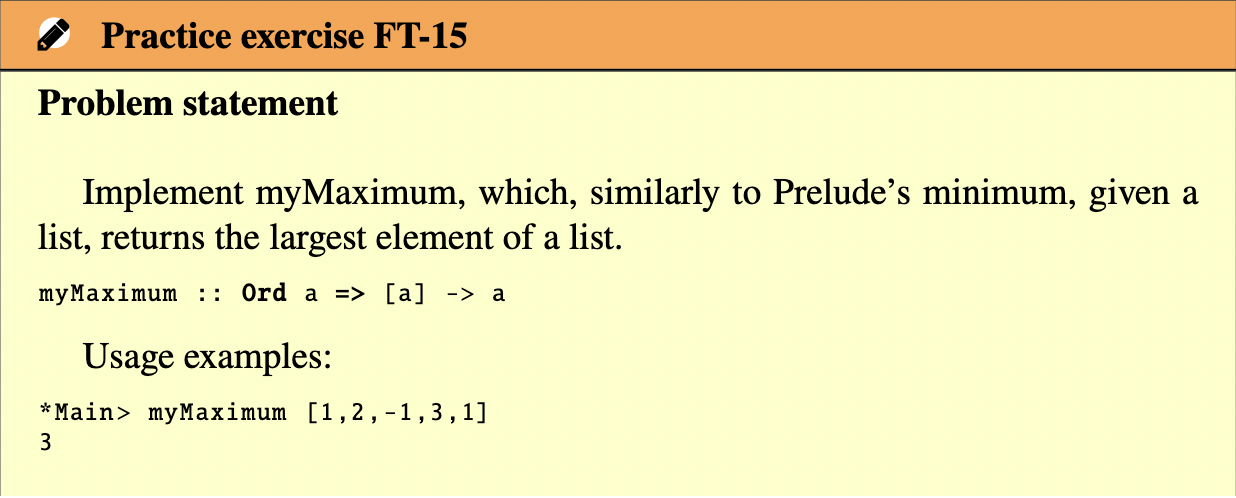 Practice exercise FT-15
Problem statement
Implement myMaximum, which, similarly to Prelude's minimum, given a
list, returns the largest element of a list.
myMaximum :: Ord a => [a] -> a
Usage examples:
*Main> myMaximum [1,2,-1,3,1]
3